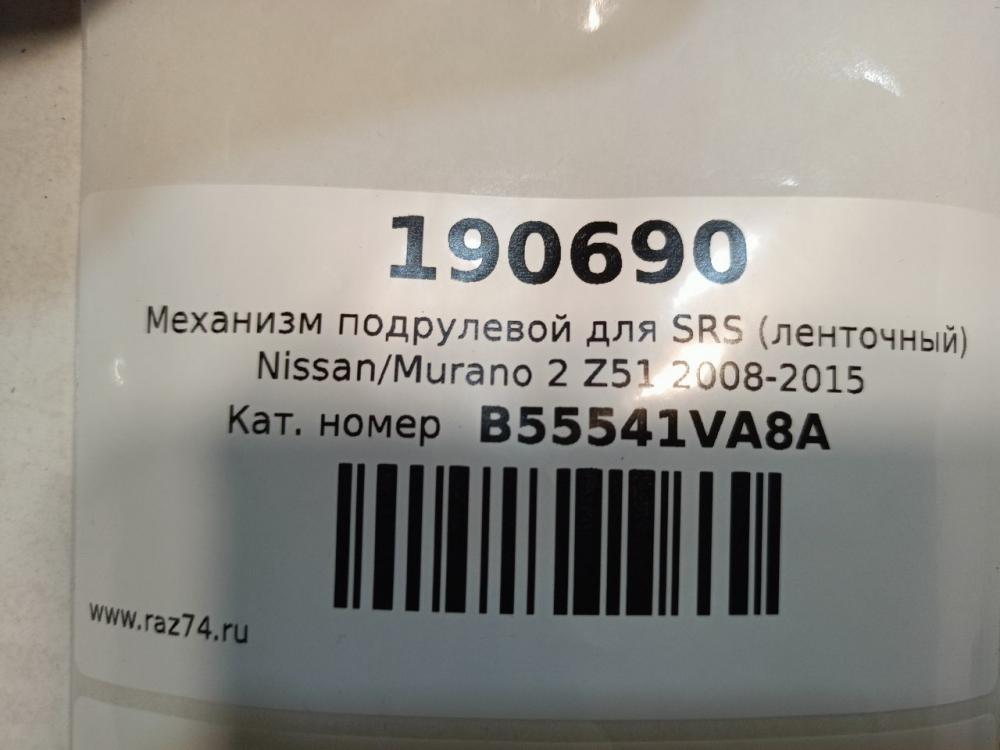 190690
Механизм подрулевой для SRS (ленточный)
Nissan/Murano 2 Z51 2008-2015
Кат. номер B55541VA8A
www.raz74.ru